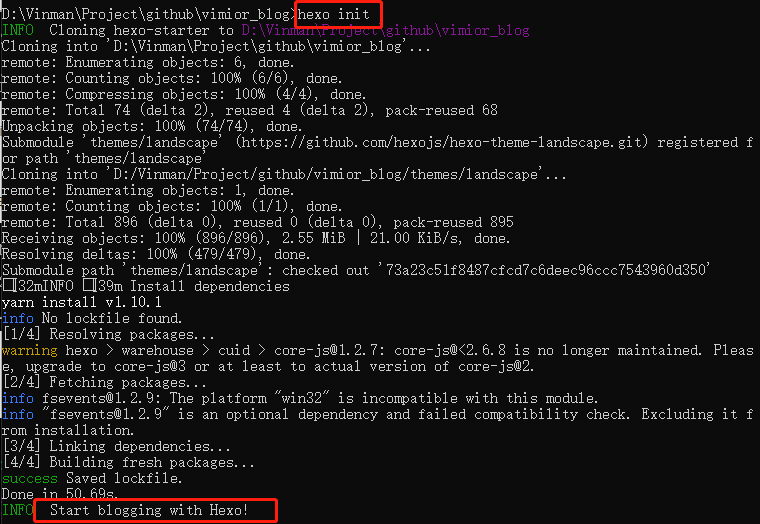 D:\Vinman\Project\github\vimior_blog>hexo init
INFO  Cloning hexo-starter to D:\Vinman\Project\github\vimior_blog
Cloning into 'D:\Vinman\Project\github\vimior_blog'...
remote: Enumerating objects: 6, done.
remote: Counting objects: 100% (6/6), done.
remote: Compressing objects: 100% (4/4), done.
remote: Total 74 (delta 2), reused 4 (delta 2), pack-reused 68
Unpacking objects: 100% (74/74), done.
Submodule 'themes/landscape' (https://github.com/hexojs/hexo-theme-landscape.git) registered f
or path 'themes/landscape'
Cloning into 'D:/Vinman/Project/github/vimior_blog/themes/landscape'...
remote: Enumerating objects: 1, done.
remote: Counting objects: 100% (1/1), done.
remote: Total 896 (delta 0), reused 0 (delta 0), pack-reused 895
Receiving objects: 100% (896/896), 2.55 MiB | 21.00 KiB/s, done.
Resolving deltas: 100% (479/479), done.
Submodule path 'themes/landscape': checked out '73a23c51f8487cfcd7c6deec96ccc7543960d350'
□[32mINFO □[39m Install dependencies
yarn install v1.10.1
info No lockfile found.
[1/4] Resolving packages...
warning hexo > warehouse > cuid > core-js@1.2.7: core-js@<2.6.8 is no longer maintained. Pleas
e, upgrade to core-js@3 or at least to actual version of core-js@2.
[2/4] Fetching packages...
info fsevents@1.2.9: The platform "win32" is incompatible with this module.
info "fsevents@1.2.9" is an optional dependency and failed compatibility check. Excluding it f
rom installation.
[3/4] Linking dependencies...
[4/4] Building fresh packages...
success Saved lockfile.
Done in 50.69s.
INFO  Start blogging with Hexo!